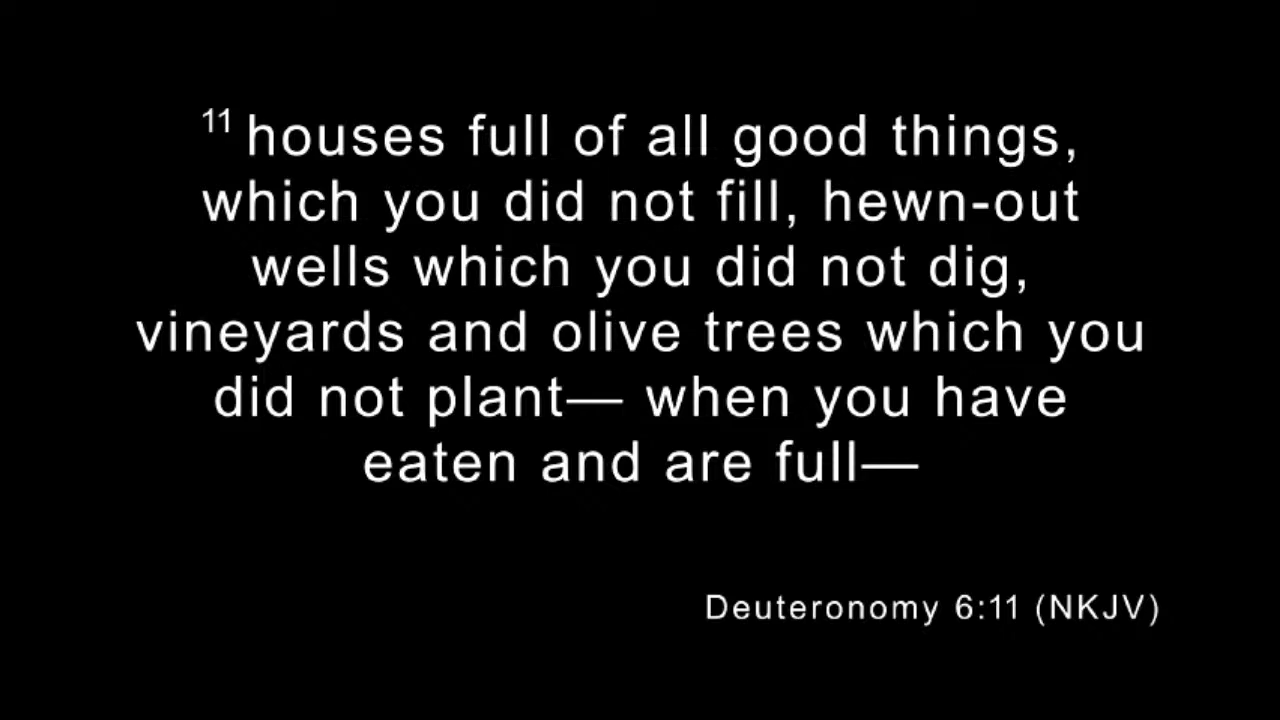 11 houses full of all good things,
which you did not fill, hewn-out
wells which you did not dig,
vineyards and olive trees which you
did not plant— when you have
eaten and are full—
Deuteronomy 6:11 (NKJV)